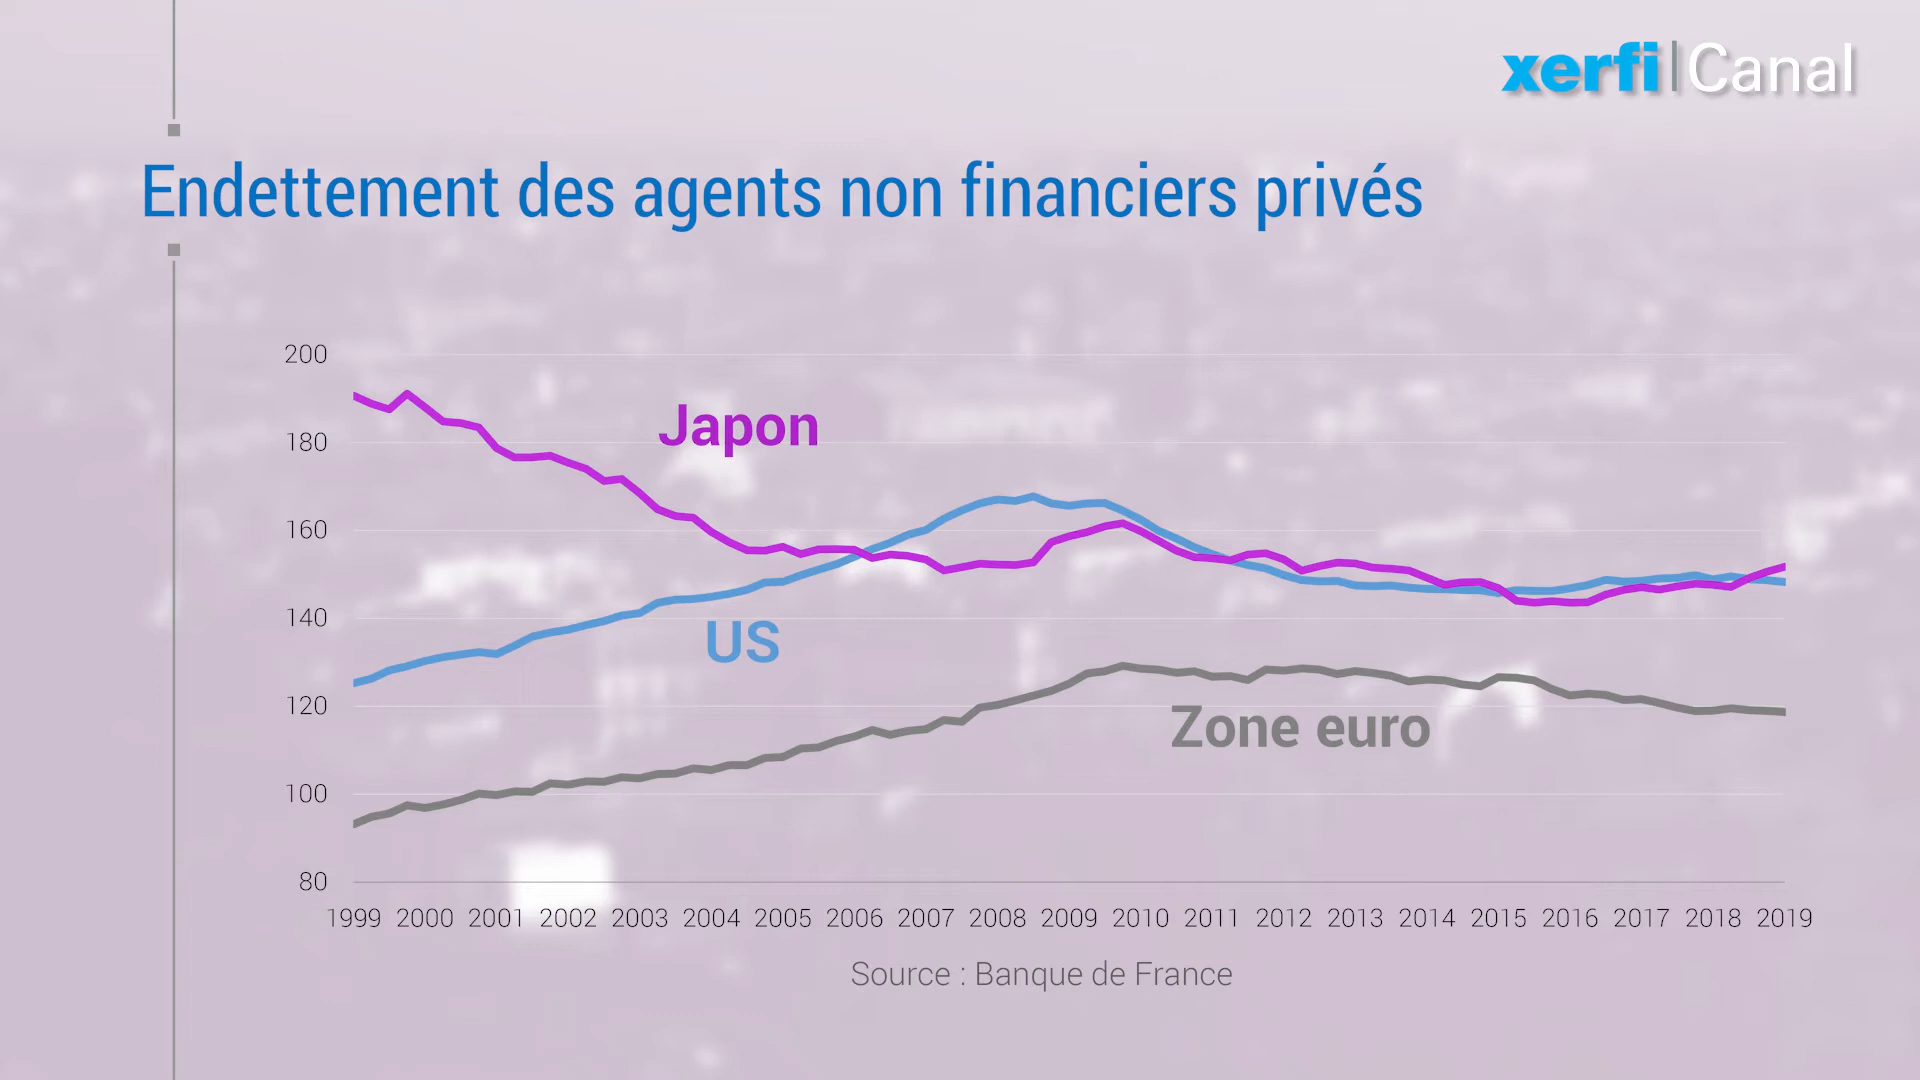 xerfi Canal
Endettement des agents non financiers privés
200
180
160
140
120
100
80
Japon
US
Zone euro
1999 2000 2001 2002 2003 2004 2005 2006 2007 2008 2009 2010 2011 2012 2013 2014 2015 2016 2017 2018 2019
Source : Banque de France